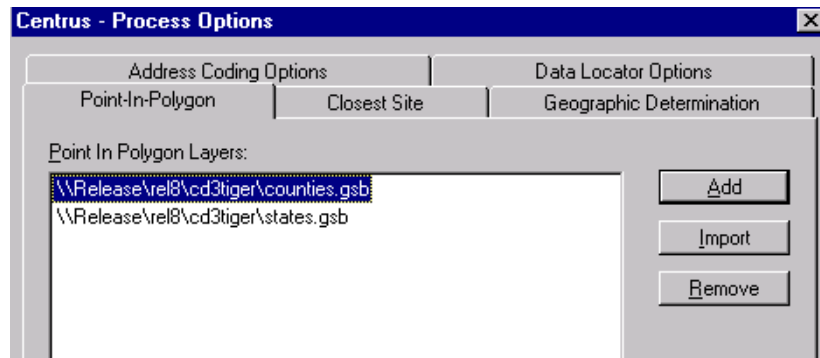 Centrus - Process Options
Address Coding Options
Data Locator Options
Point-In-Polygon
Closest Site
Geographic Determination
Point In Polygon Layers:
\\Release\rel8\cd3tiger\counties.gsb
\\Release\rel8\cd3tiger\states.gsb
Add
Import
Remove